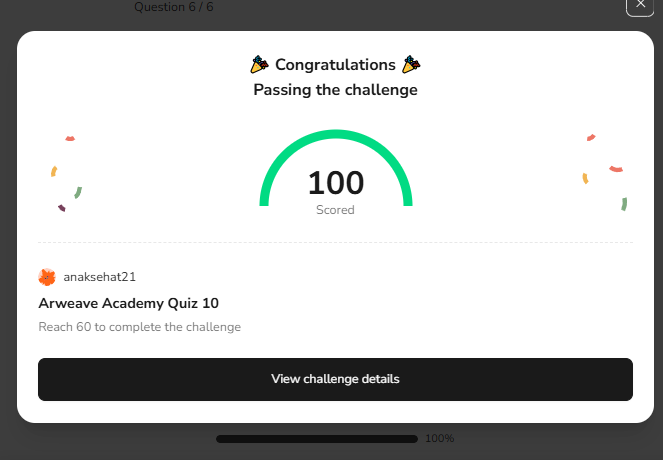 Question 6 / 6
Congratulations
Passing the challenge
100
Scored
anaksehat21
Arweave Academy Quiz 10
Reach 60 to complete the challenge
View challenge details
100%